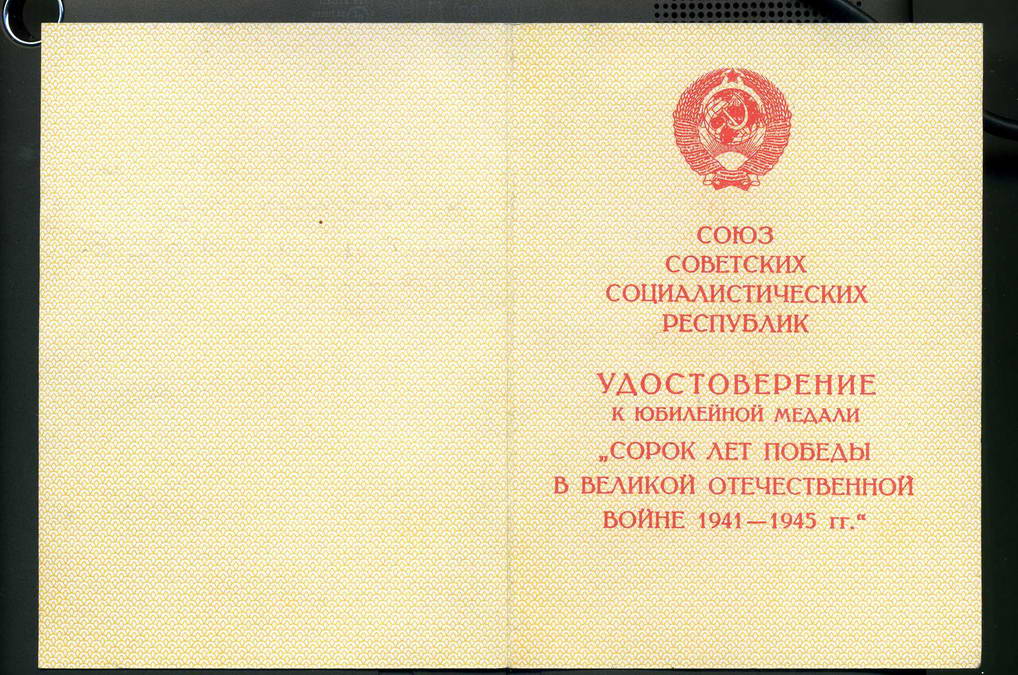 СОЮЗ
СОВЕТСКИХ
СОЦИАЛИСТИЧЕСКИХ
РЕСПУБЛИК
УДОСТОВЕРЕНИЕ
К ЮБИЛЕЙНОЙ МЕДАЛИ
„СОРОК ЛЕТ ПОБЕДЫ
В ВЕЛИКОЙ ОТЕЧЕСТВЕННОЙ
ВОЙНЕ 1941—1945 гг.“